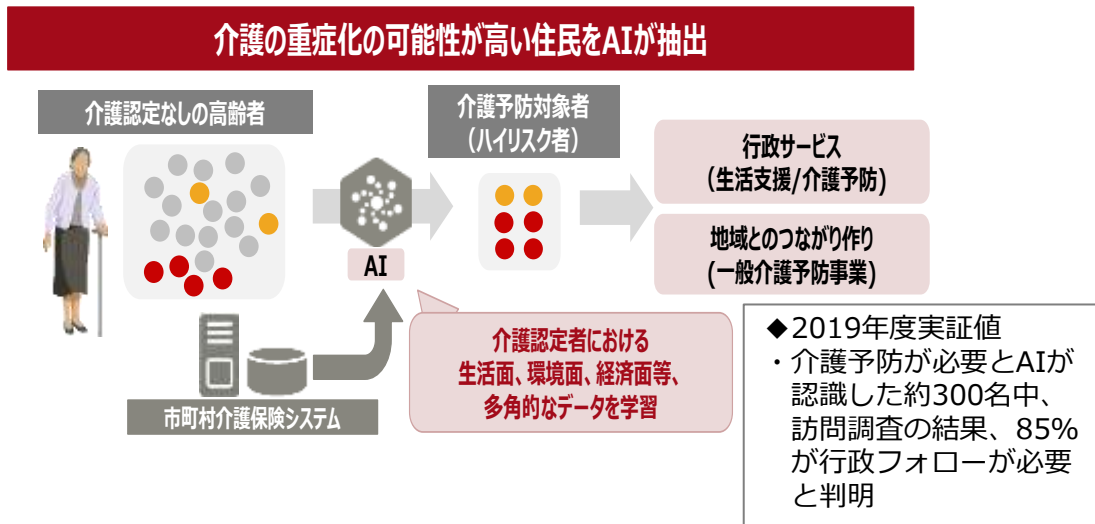 介護の重症化の可能性が高い住民をAIが抽出
介護認定なしの高齢者
介護予防対象者
（ハイリスク者）
AI
市町村介護保険システム
介護認定者における
生活面、環境面、経済面等、
多角的なデータを学習
行政サービス
（生活支援/介護予防)
地域とのつながり作り
(一般介護予防事業)
◆2019年度実証値
・介護予防が必要とAIが
認識した約300名中、
訪問調査の結果、85%
が行政フォローが必要
と判明